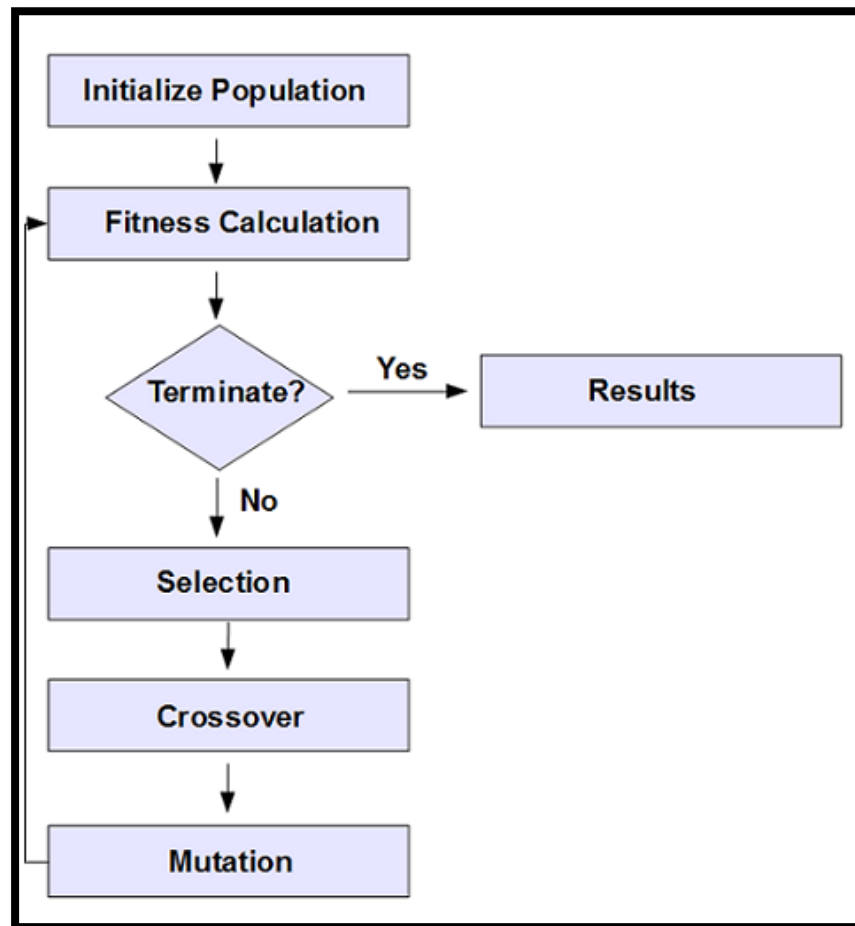 Initialize Population
Fitness Calculation
Terminate?
Yes
Results
No
Selection
Crossover
Mutation